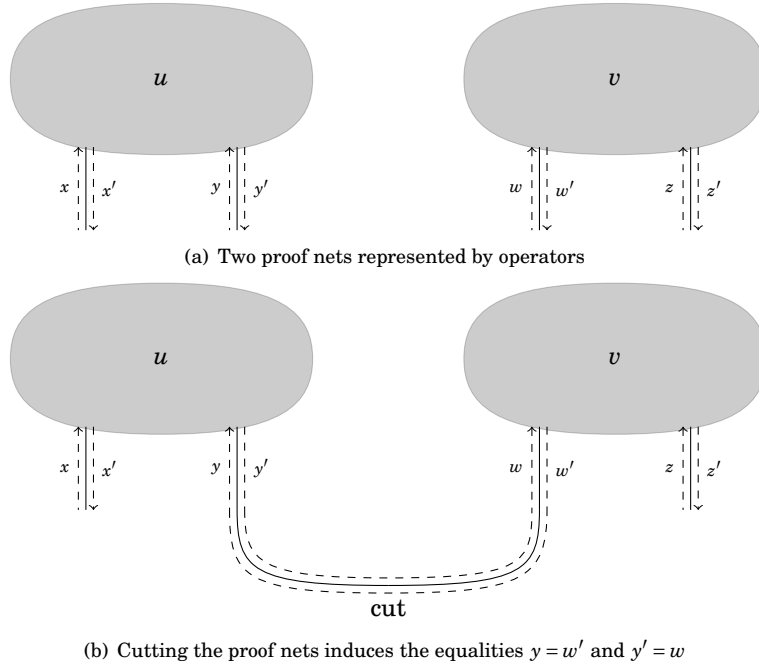 u v
x x′ y y′ w w′ z z′
(a) Two proof nets represented by operators
u v
x x′ y y′ w w′ z z′
cut
(b) Cutting the proof nets induces the equalities y = w′ and y′ = w